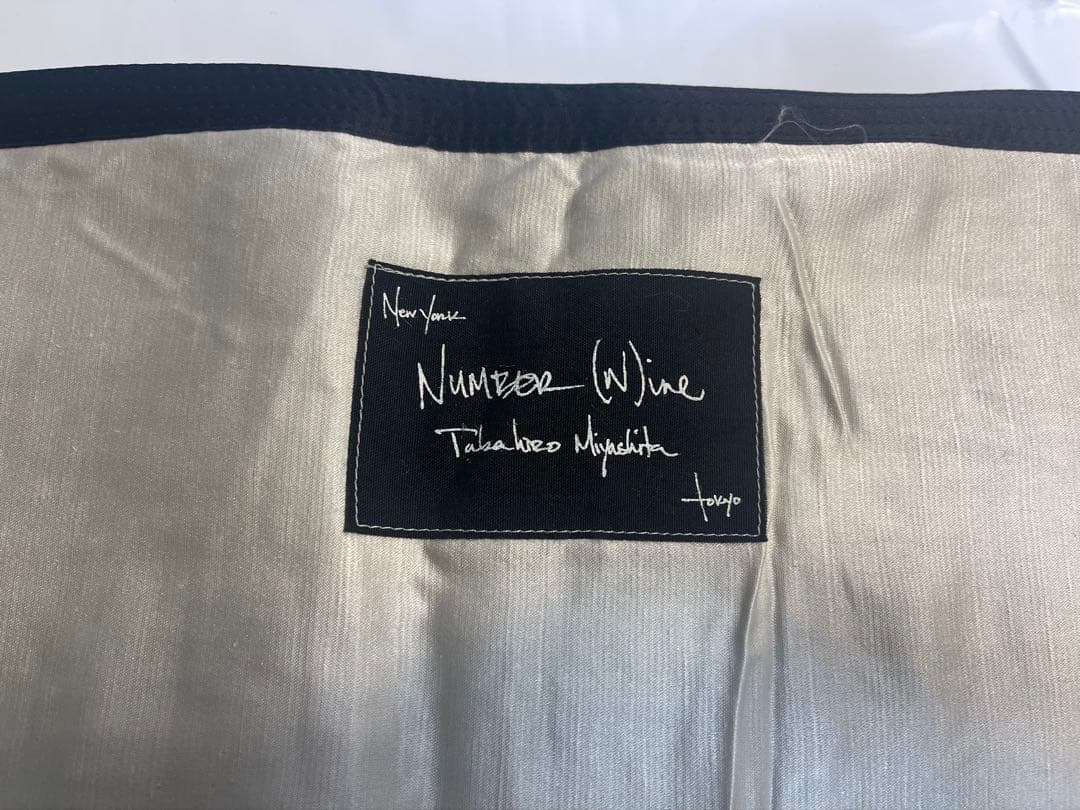 New York
NUMBER (N)ine
Takahiro Miyashita
tokyo